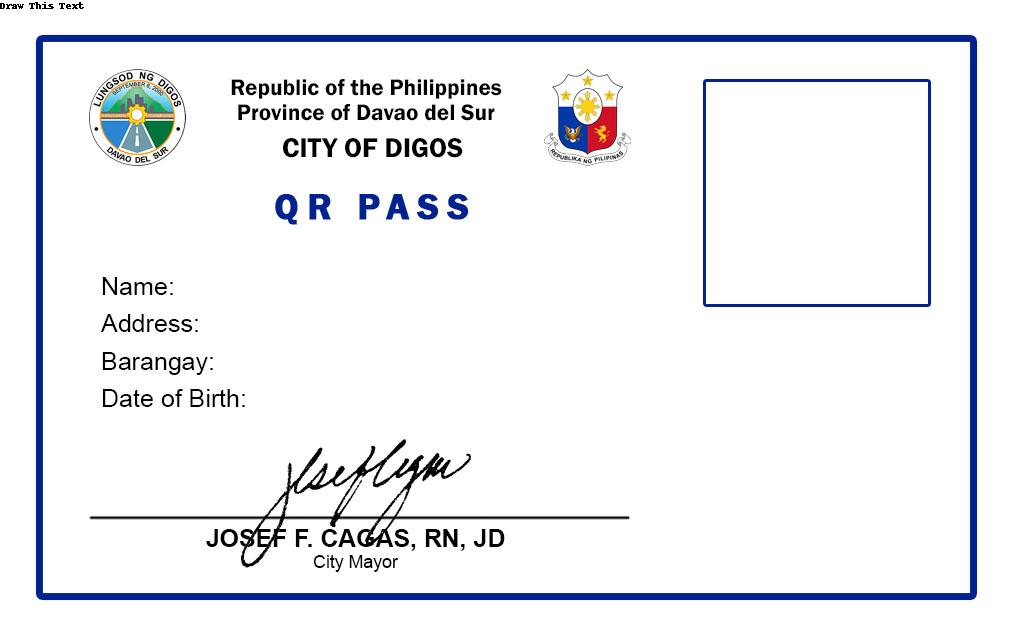 Draw This Text
LUNGSOD NG DIGOS
SEPTEMBER 8, 2000
DAVAO DEL SUR
Republic of the Philippines
Province of Davao del Sur
CITY OF DIGOS
REPUBLIKA NG PILIPINAS
QR PASS
Name:
Address:
Barangay:
Date of Birth:
JOSEF F. CAGAS, RN, JD
City Mayor